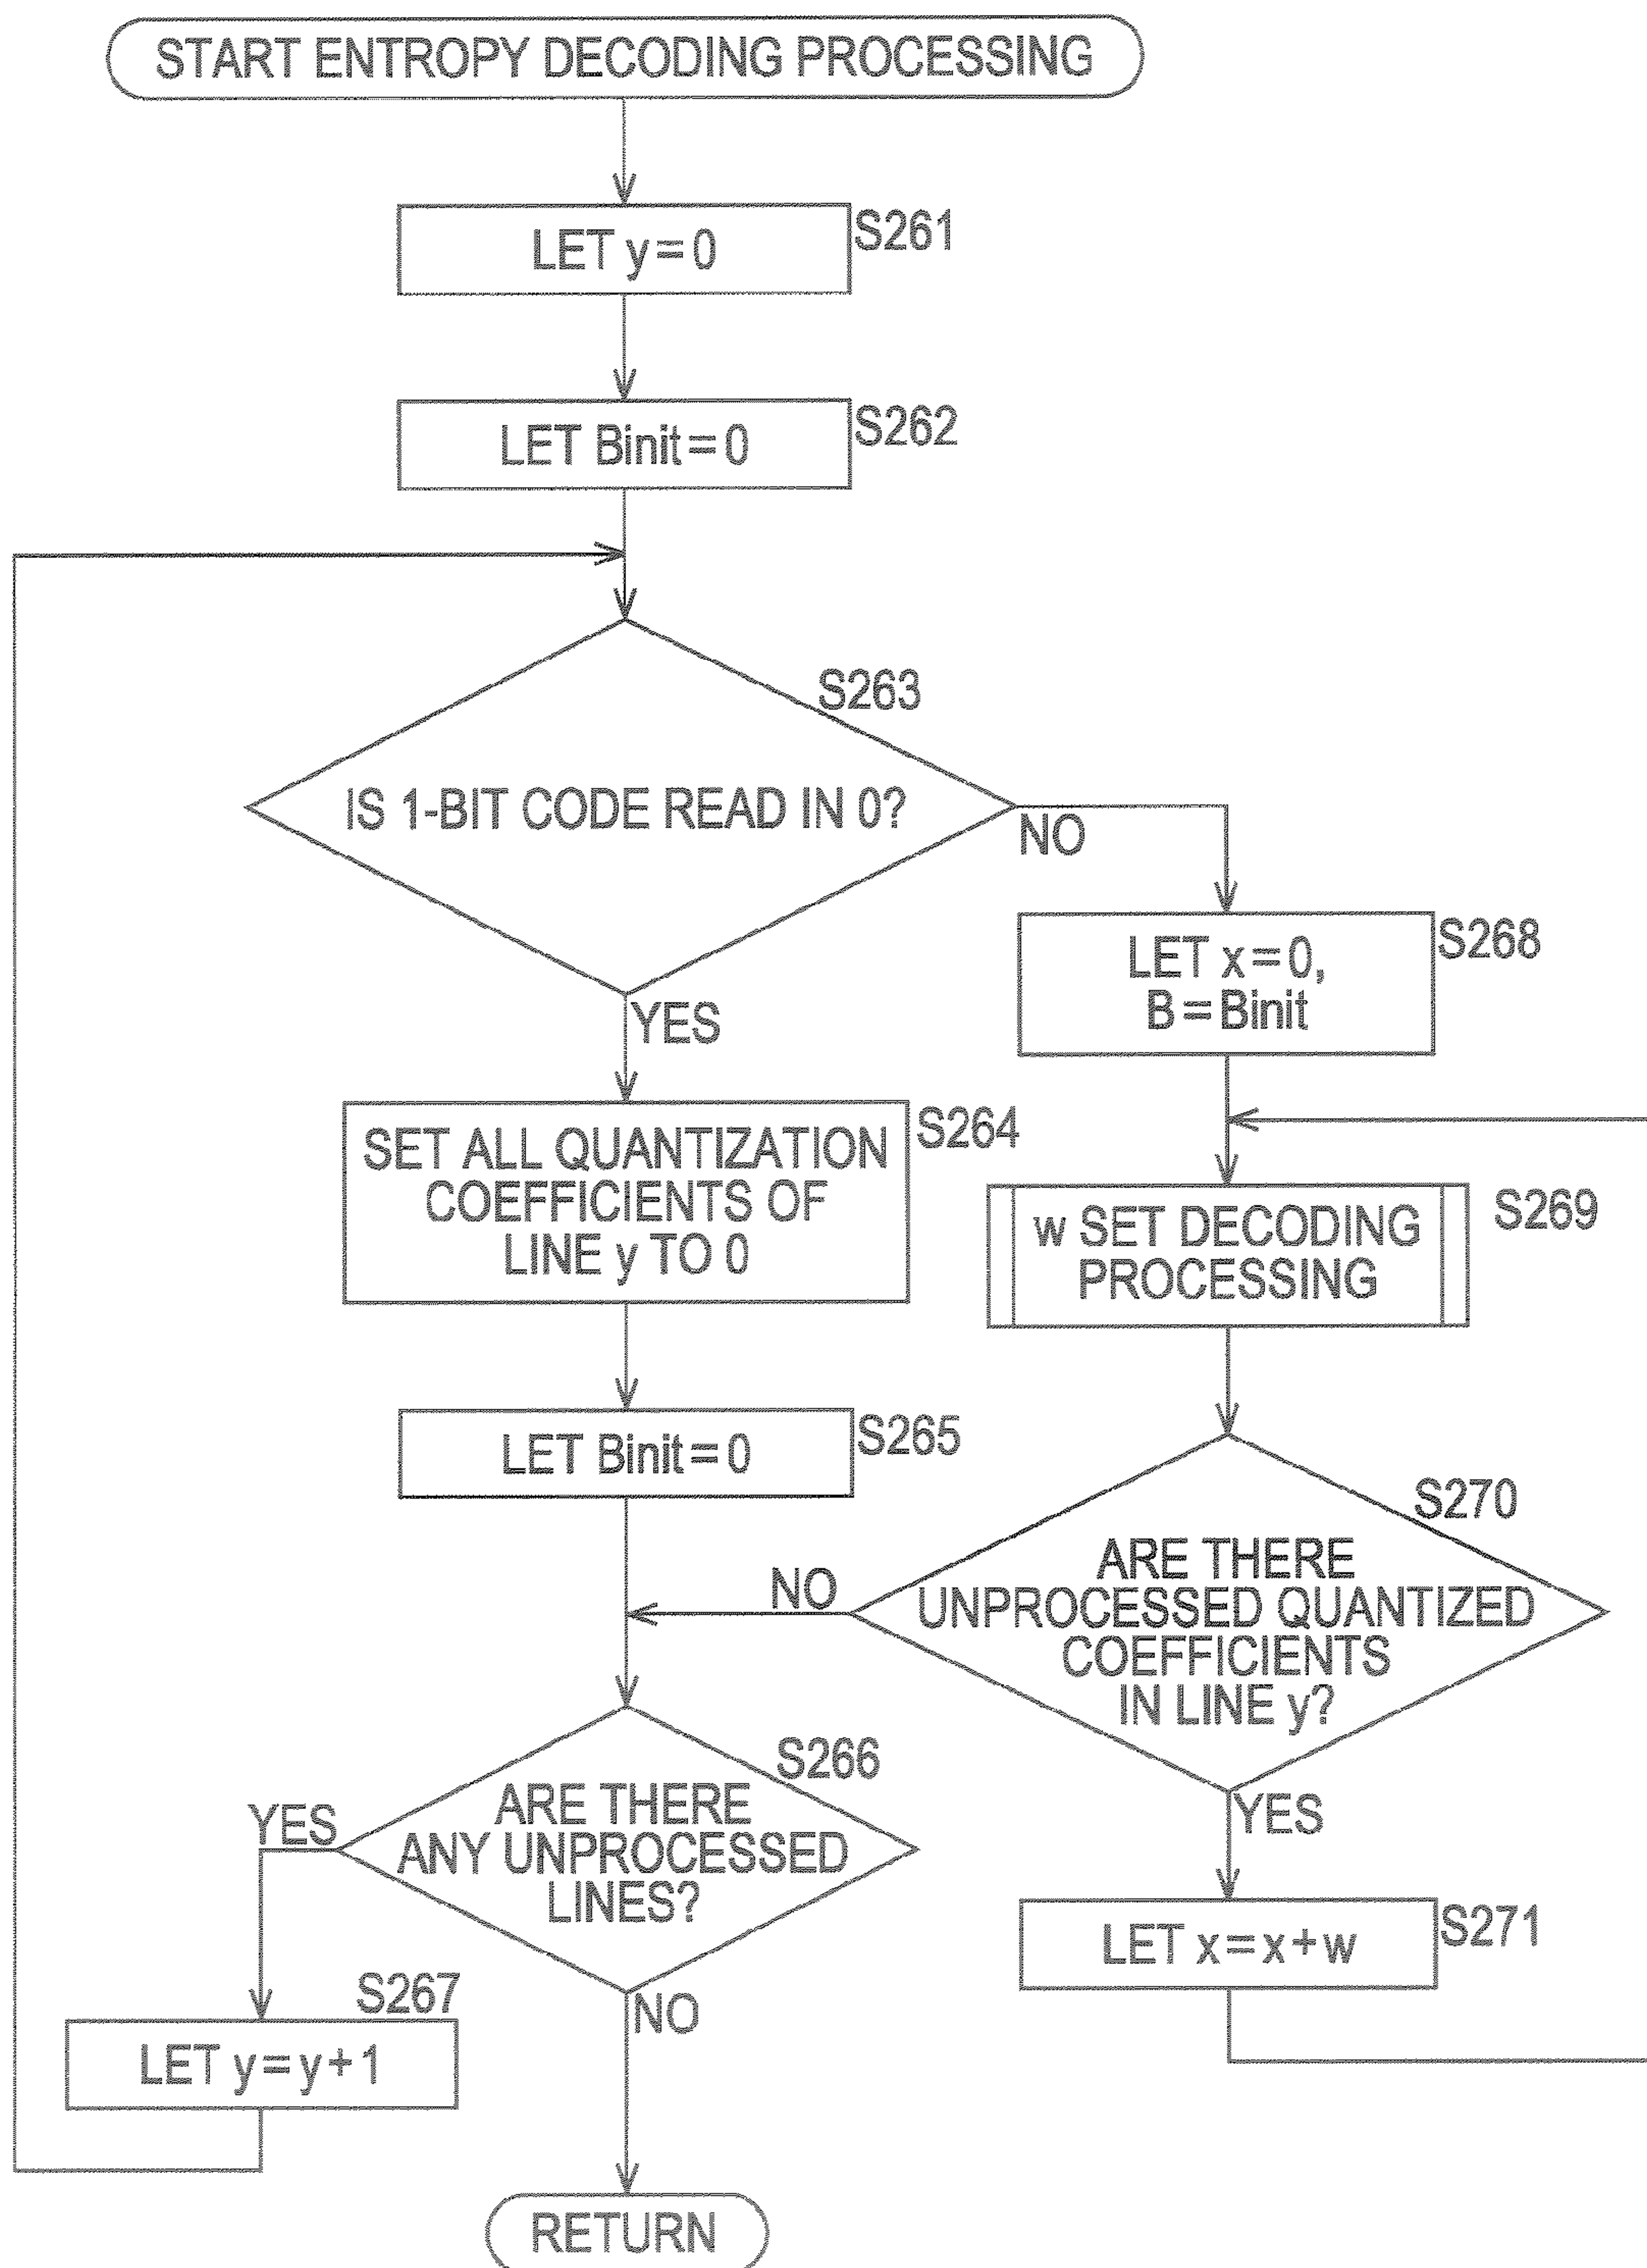 START ENTROPY DECODING PROCESSING
LET y=0
S261
LET Binit=0
S262
S263
IS 1-BIT CODE READ IN 0?
NO
YES
LET x=0,
B=Binit
S268
SET ALL QUANTIZATION
COEFFICIENTS OF
LINE y TO 0
S264
w SET DECODING
PROCESSING
S269
LET Binit=0
S265
S270
ARE THERE
UNPROCESSED QUANTIZED
COEFFICIENTS
IN LINE y?
NO
YES
S266
ARE THERE
ANY UNPROCESSED
LINES?
YES
NO
LET x=x+w
S271
S267
LET y=y+1
RETURN